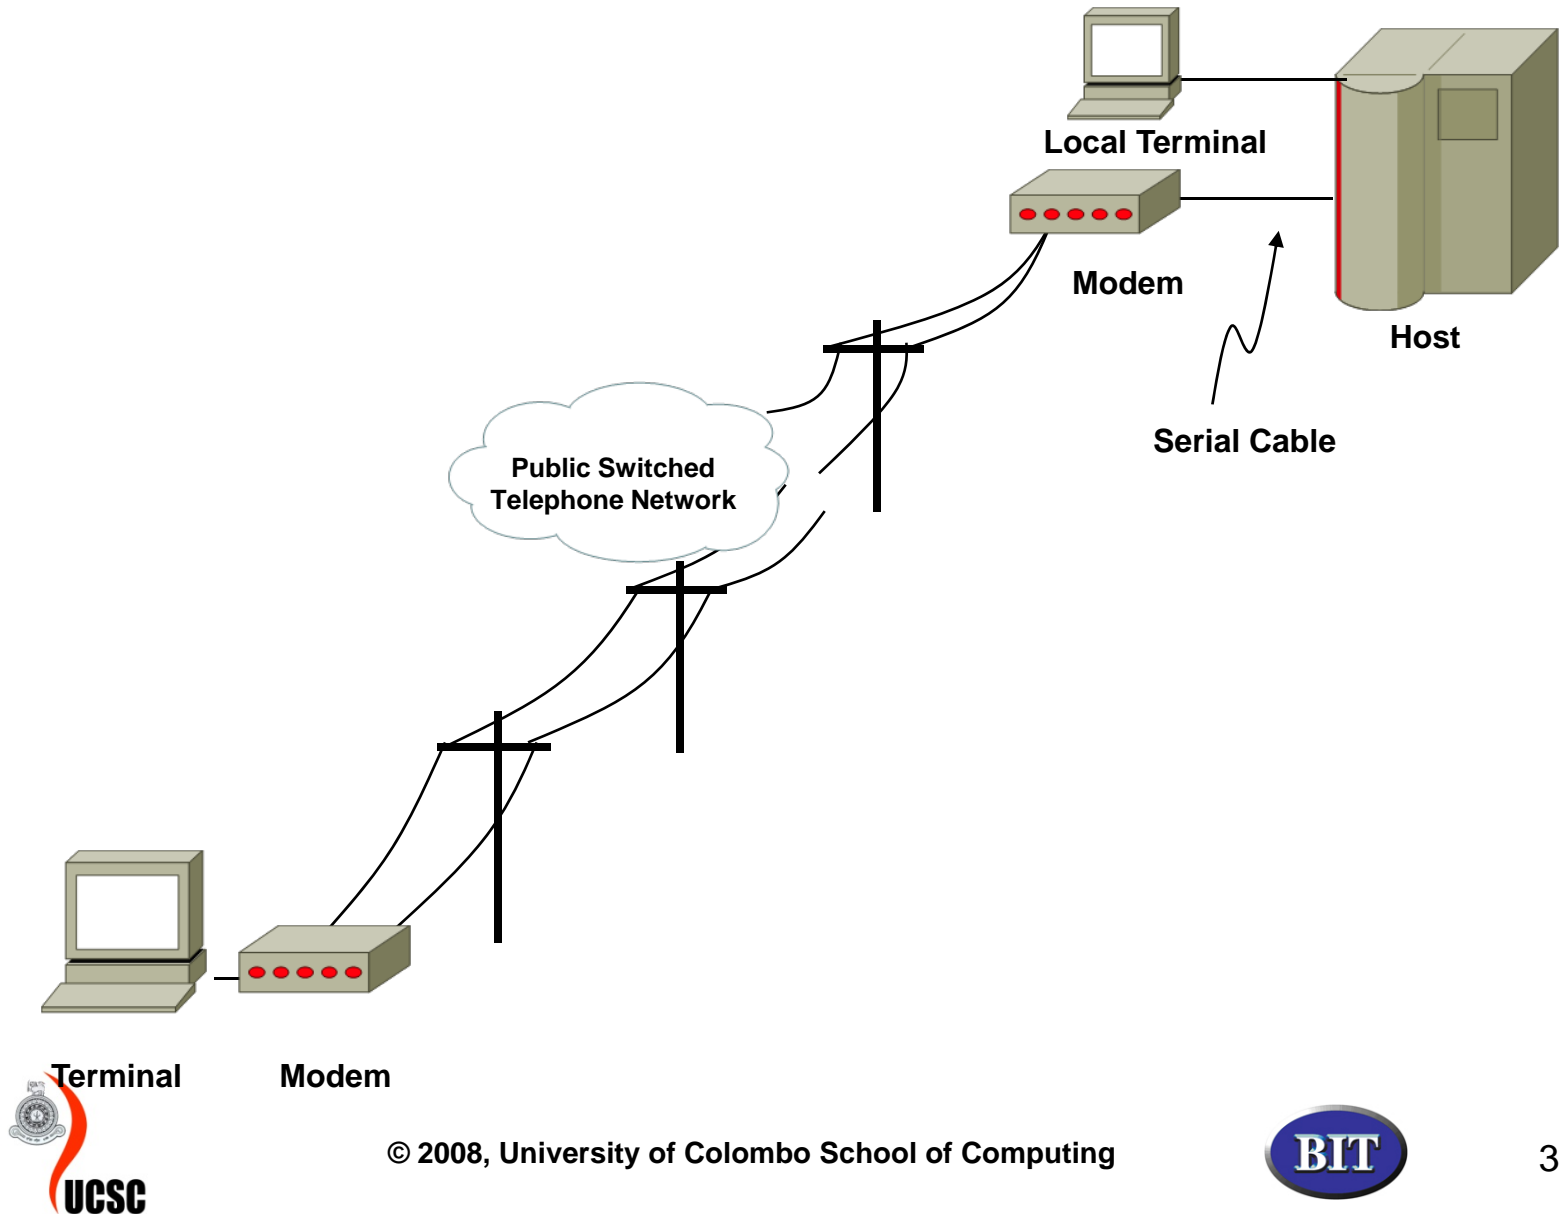 Local Terminal
Modem
Host
Serial Cable
Public Switched
Telephone Network
Terminal
Modem
UCSC
© 2008, University of Colombo School of Computing
BIT
3